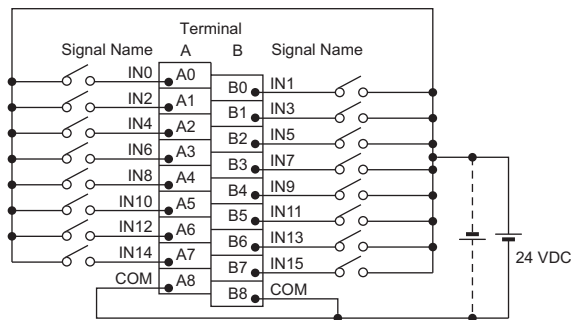 Terminal
Signal Name A B Signal Name
IN0 A0
B0 IN1
IN2 A1
B1 IN3
IN4 A2
B2 IN5
IN6 A3
B3 IN7
IN8 A4
B4 IN9
IN10 A5
B5 IN11
IN12 A6
B6 IN13
IN14 A7
B7 IN15
24 VDC
COM A8
B8 COM